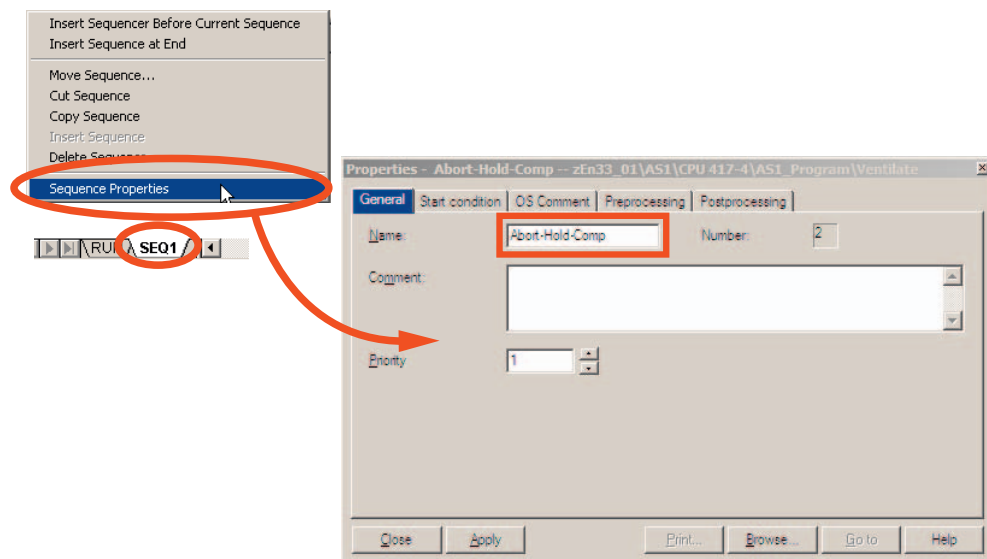 Insert Sequencer Before Current Sequence
Insert Sequence at End
Move Sequence...
Cut Sequence
Copy Sequence
Insert Sequence
Delete Sequence
Sequence Properties
RUN SEQ1
Properties - Abort-Hold-Comp -- zEn33_01\AS1\CPU 417-4\AS1_Program\Ventilate
General Start condition OS Comment Preprocessing Postprocessing
Name: Abort-Hold-Comp Number: 2
Comment:
Priority 1
Close Apply Print... Browse... Go to Help